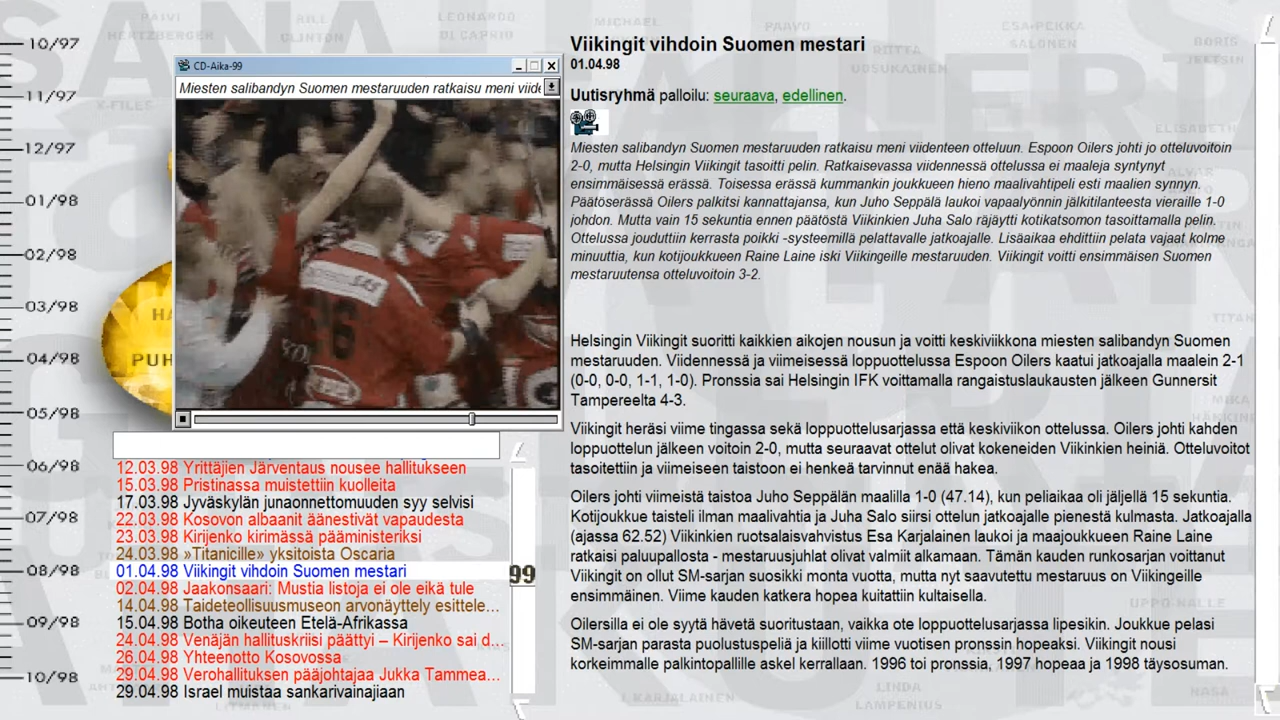 10/97
11/97
12/97
01/98
02/98
03/98
04/98
05/98
06/98
07/98
08/98
09/98
10/98
CD-Aika-99
Miesten salibandyn Suomen mestaruuden ratkaisu meni viide
PUH
12.03.98 Yrittäjien Järventaus nousee hallitukseen
15.03.98 Pristinassa muistettiin kuolleita
17.03.98 Jyväskylän junaonnettomuuden syy selvisi
22.03.98 Kosovon albaanit äänestivät vapaudesta
23.03.98 Kirijenko kirimässä pääministeriksi
24.03.98 »Titanicille» yksitoista Oscaria
01.04.98 Viikingit vihdoin Suomen mestari
02.04.98 Jaakonsaari: Mustia listoja ei ole eikä tule
14.04.98 Taideteollisuusmuseon arvonäyttely esittele...
15.04.98 Botha oikeuteen Etelä-Afrikassa
24.04.98 Venäjän hallituskriisi päättyi – Kirijenko sai d...
26.04.98 Yhteenotto Kosovossa
29.04.98 Verohallituksen pääjohtajaa Jukka Tammea...
29.04.98 Israel muistaa sankarivainajiaan
99
Viikingit vihdoin Suomen mestari
01.04.98
Uutisryhmä palloilu: seuraava, edellinen.
Miesten salibandyn Suomen mestaruuden ratkaisu meni viidenteen otteluun. Espoon Oilers johti jo otteluvoitoin
2-0, mutta Helsingin Viikingit tasoitti pelin. Ratkaisevassa viidennessä ottelussa ei maaleja syntynyt
ensimmäisessä erässä. Toisessa erässä kummankin joukkueen hieno maalivahtipeli esti maalien synnyn.
Päätöserässä Oilers palkitsi kannattajansa, kun Juho Seppälä laukoi vapaalyönnin jälkitilanteesta vieraille 1-0
johdon. Mutta vain 15 sekuntia ennen päätöstä Viikinkien Juha Salo räjäytti kotikatsomon tasoittamalla pelin.
Ottelussa jouduttiin kerrasta poikki -systeemillä pelattavalle jatkoajalle. Lisäaikaa ehdittiin pelata vajaat kolme
minuuttia, kun kotijoukkueen Raine Laine iski Viikingeille mestaruuden. Viikingit voitti ensimmäisen Suomen
mestaruutensa otteluvoitoin 3-2.
Helsingin Viikingit suoritti kaikkien aikojen nousun ja voitti keskiviikkona miesten salibandyn Suomen
mestaruuden. Viidennessä ja viimeisessä loppuottelussa Espoon Oilers kaatui jatkoajalla maalein 2-1
(0-0, 0-0, 1-1, 1-0). Pronssia sai Helsingin IFK voittamalla rangaistuslaukausten jälkeen Gunnersit
Tampereelta 4-3.
Viikingit heräsi viime tingassa sekä loppuottelusarjassa että keskiviikon ottelussa. Oilers johti kahden
loppuottelun jälkeen voitoin 2-0, mutta seuraavat ottelut olivat kokeneiden Viikinkien heiniä. Otteluvoitot
tasoitettiin ja viimeiseen taistoon ei henkeä tarvinnut enää hakea.
Oilers johti viimeistä taistoa Juho Seppälän maalilla 1-0 (47.14), kun peliaikaa oli jäljellä 15 sekuntia.
Kotijoukkue taisteli ilman maalivahtia ja Juha Salo siirsi ottelun jatkoajalle pienestä kulmasta. Jatkoajalla
(ajassa 62.52) Viikinkien ruotsalaisvahvistus Esa Karjalainen laukoi ja maajoukkueen Raine Laine
ratkaisi paluupallosta - mestaruusjuhlat olivat valmiit alkamaan. Tämän kauden runkosarjan voittanut
Viikingit on ollut SM-sarjan suosikki monta vuotta, mutta nyt saavutettu mestaruus on Viikingeille
ensimmäinen. Viime kauden katkera hopea kuitattiin kultaisella.
Oilersilla ei ole syytä hävetä suoritustaan, vaikka ote loppuottelusarjassa lipesikin. Joukkue pelasi
SM-sarjan parasta puolustuspeliä ja kiillotti viime vuotisen pronssin hopeaksi. Viikingit nousi
korkeimmalle palkintopallille askel kerrallaan. 1996 toi pronssia, 1997 hopeaa ja 1998 täysosuman.